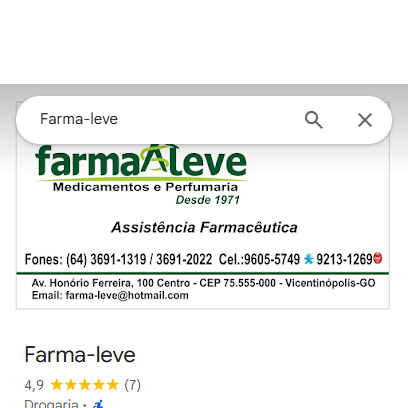 Farma-leve
farmaAleve
Medicamentos e Perfumaria
Desde 1971
Assistência Farmacêutica
Fones: (64) 3691-1319 / 3691-2022 Cel.:9605-5749 9213-1269
Av. Honório Ferreira, 100 Centro - CEP 75.555-000 - Vicentinópolis-GO
Email: farma-leve@hotmail.com
Farma-leve
4,9 ★★★★★ (7)
Drogaria ·